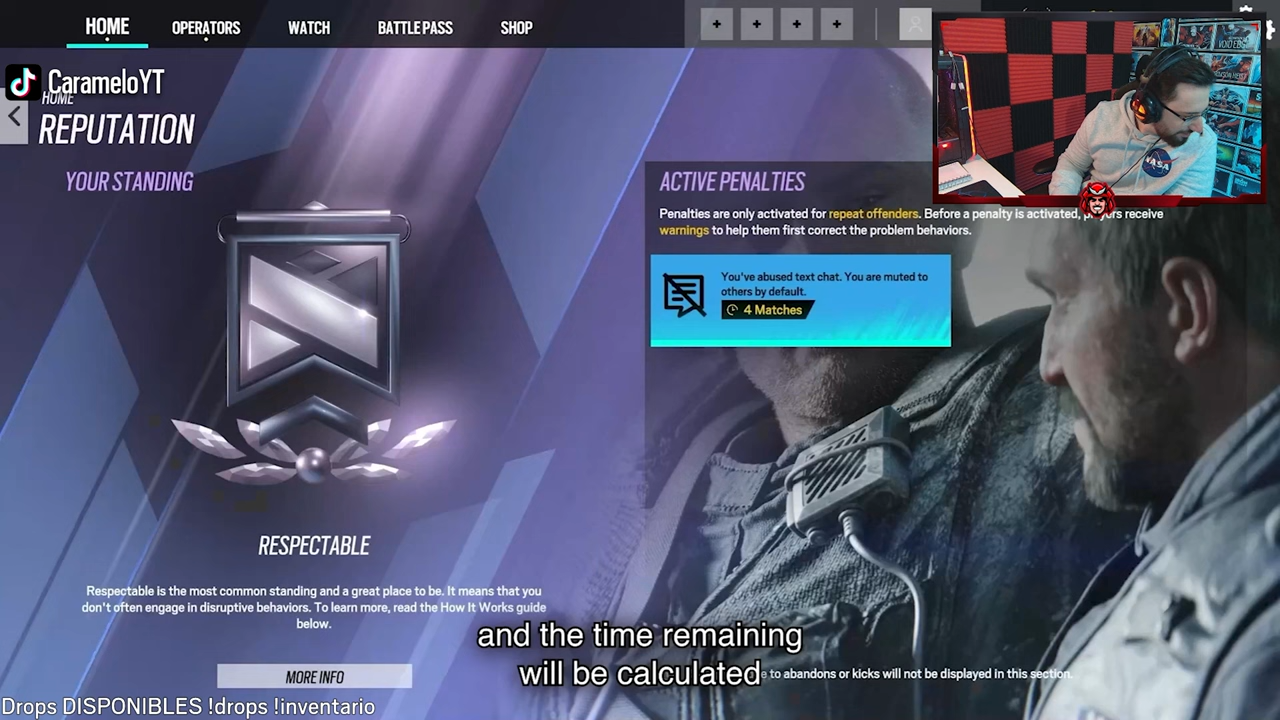 HOME
OPERATORS
WATCH
BATTLE PASS
SHOP
CarameloYT
HOME
REPUTATION
YOUR STANDING
RESPECTABLE
Respectable is the most common standing and a great place to be. It means that you
don't often engage in disruptive behaviors. To learn more, read the How It Works guide
below.
MORE INFO
ACTIVE PENALTIES
Penalties are only activated for repeat offenders. Before a penalty is activated, receive
warnings to help them first correct the problem behaviors.
You've abused text chat. You are muted to
others by default.
4 Matches
NASA
and the time remaining
will be calculated
to abandons or kicks will not be displayed in this section.
Drops DISPONIBLES !drops !inventario